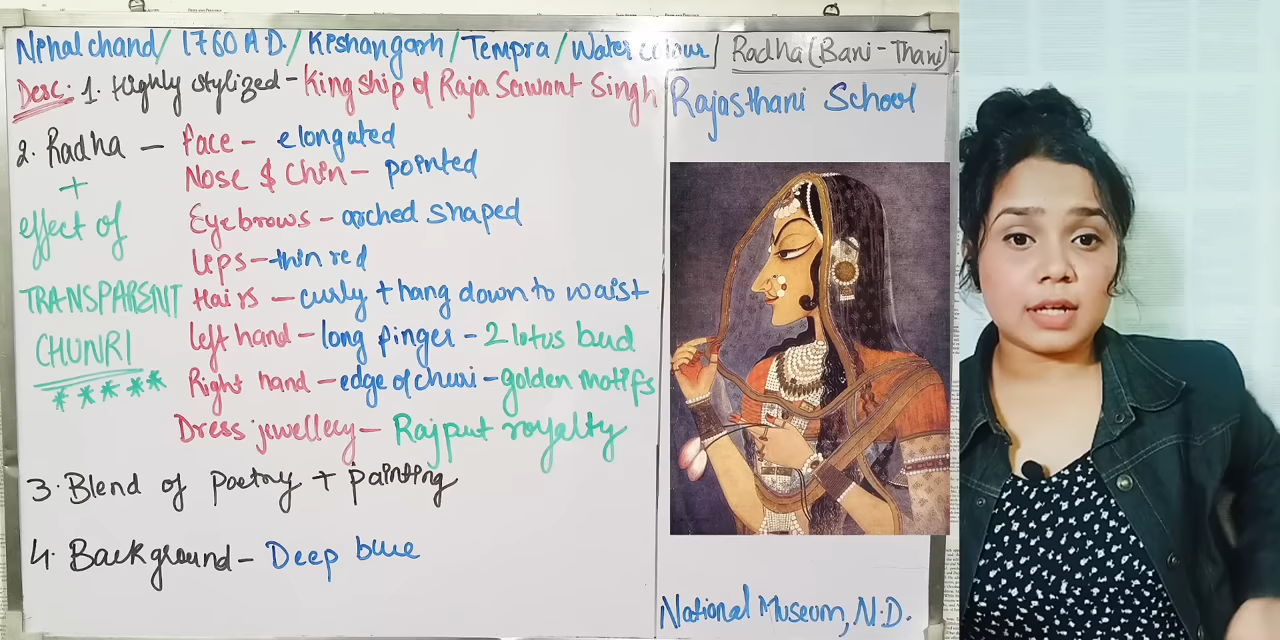 Nihalchand / 1760 A.D. / Kishangarh / Tempra / Water colour / Radha (Bani-Thani)
Desc: 1. Highly stylized - Kingship of Raja Sawant Singh
Rajasthani School
2. Radha — Face - elongated
Nose & Chin - pointed
+
effect of
TRANSPARENT
CHUNRI
*****
Eyebrows - arched shaped
Lips - thin red
Hairs - curly + hang down to waist
Left hand - long finger - 2 lotus bud
Right hand - edge of chunri - golden motifs
Dress jewellery - Rajput royalty
3. Blend of poetry + painting
4. Background - Deep blue
National Museum, N.D.